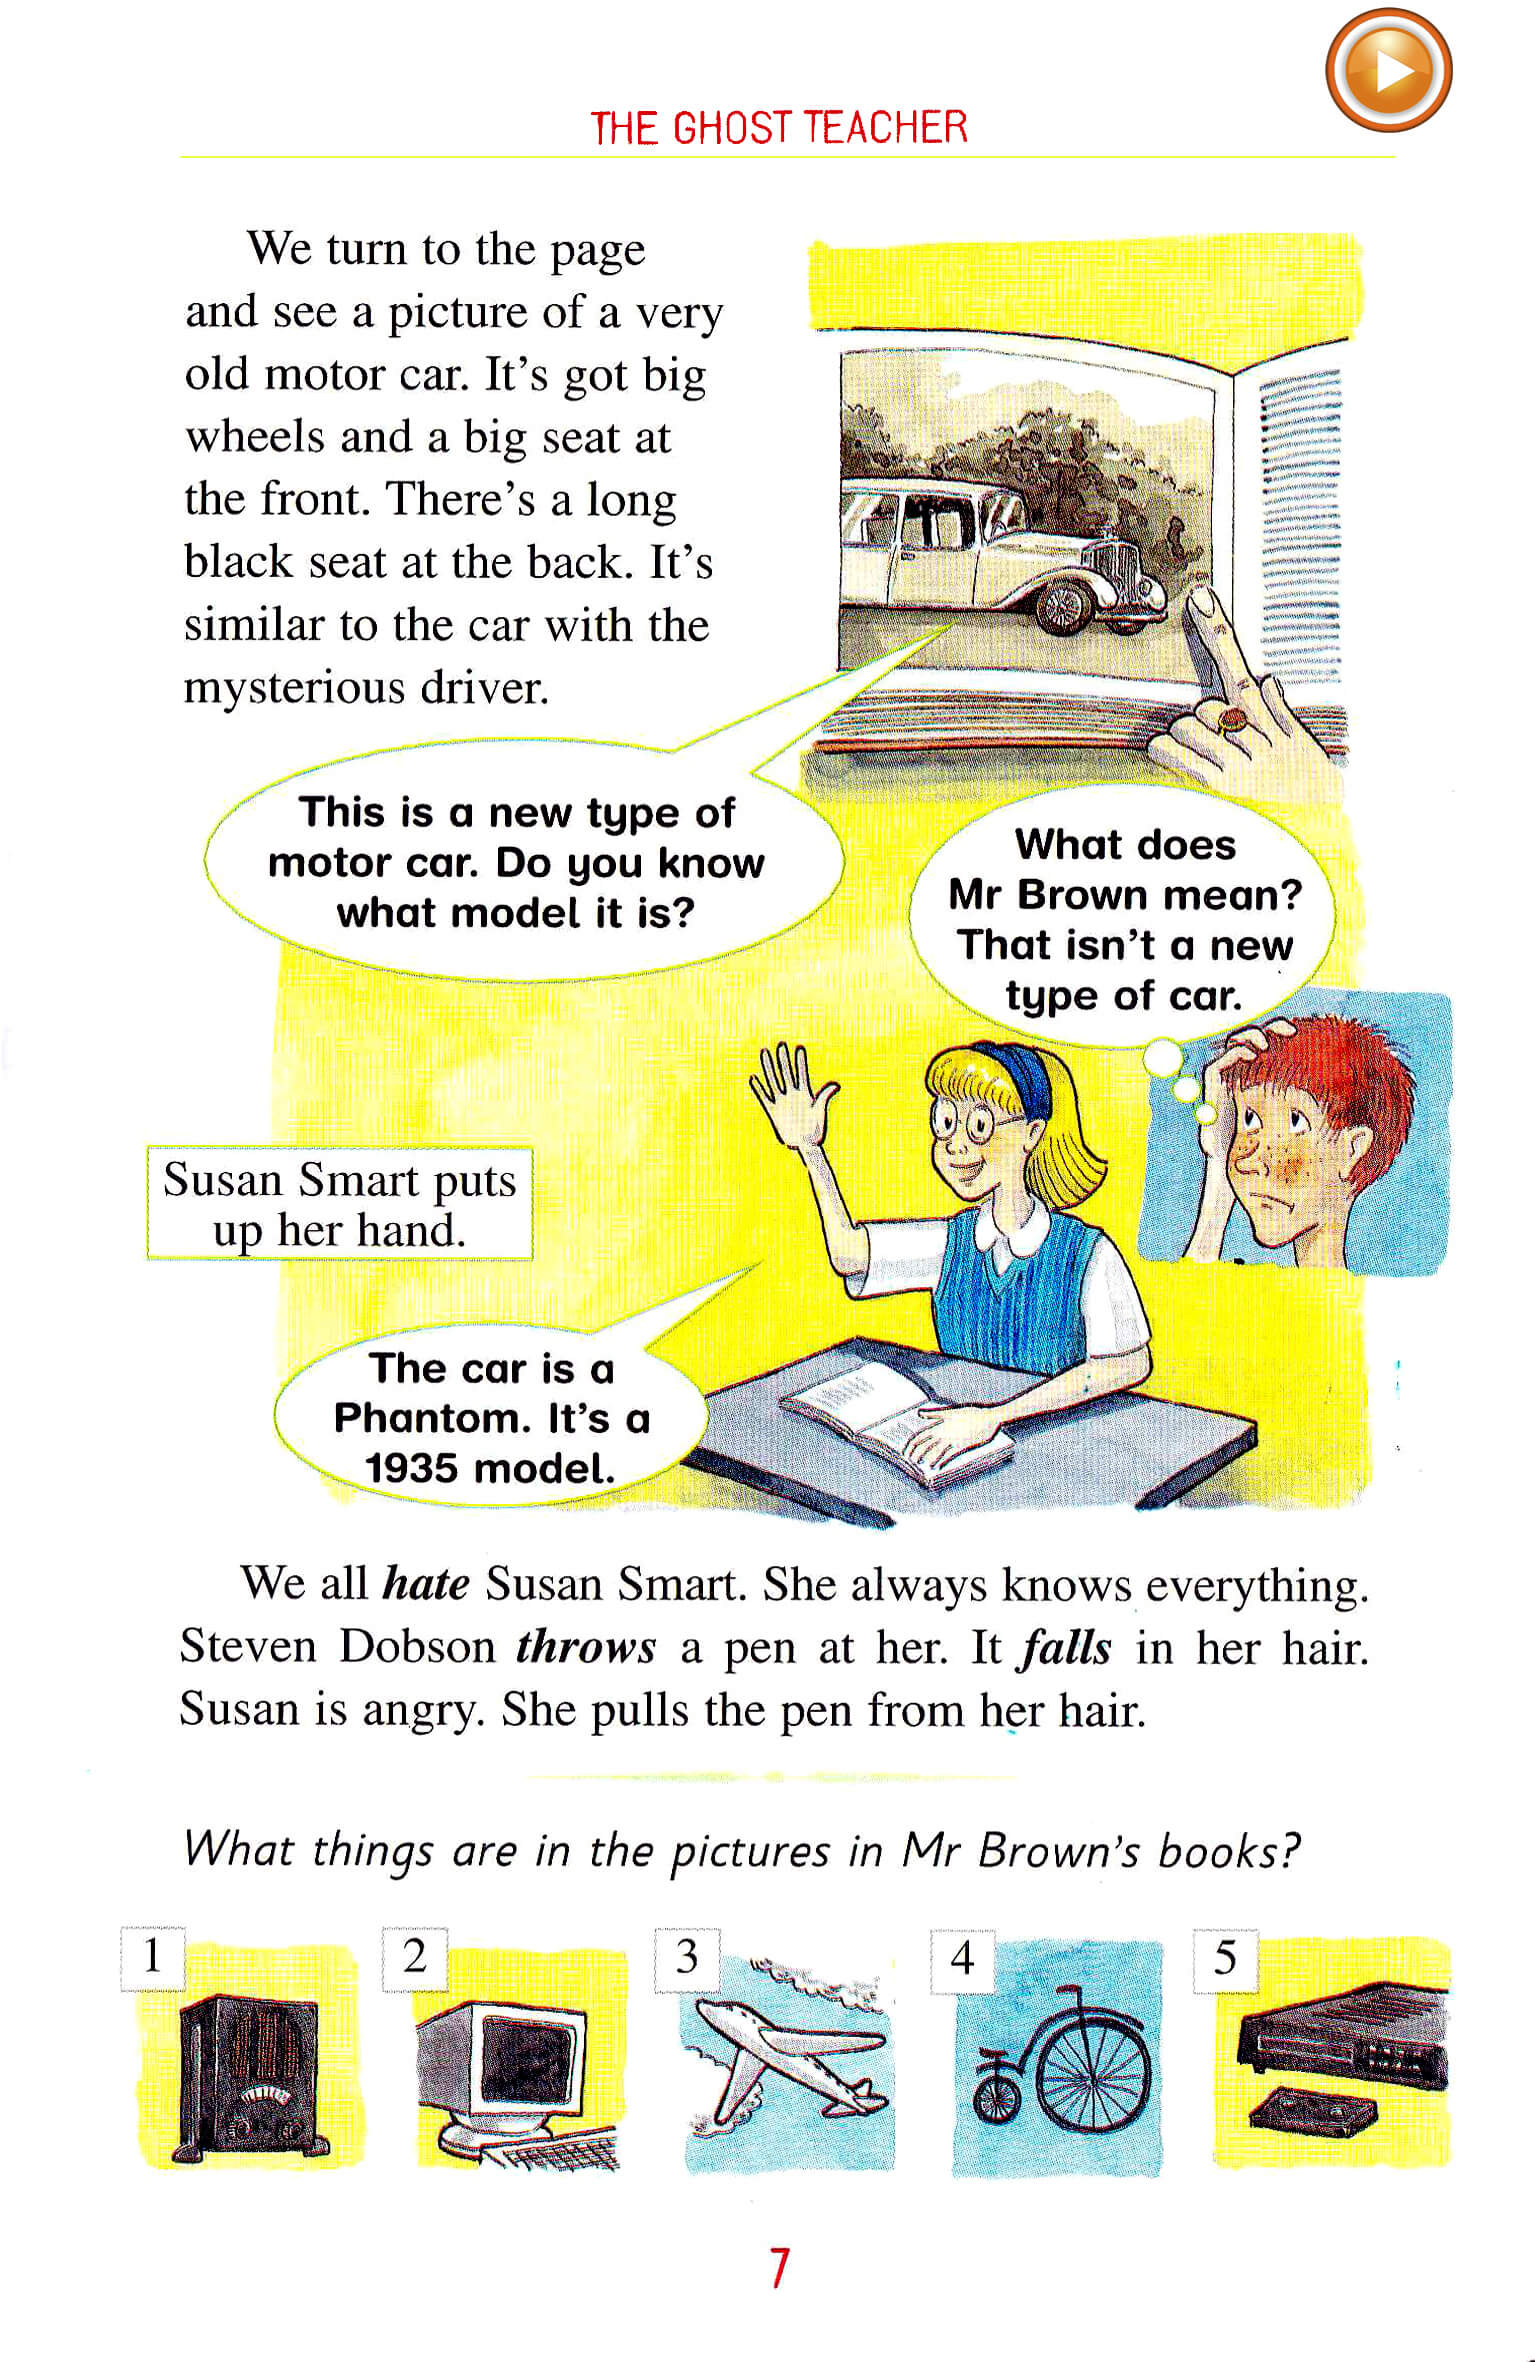 THE GHOST TEACHER
We turn to the page
and see a picture of a very
old motor car. It's got big
wheels and a big seat at
the front. There's a long
black seat at the back. It's
similar to the car with the
mysterious driver.
This is a new type of
motor car. Do you know
what model it is?
What does
Mr Brown mean?
That isn't a new
type of car.
Susan Smart puts
up her hand.
The car is a
Phantom. It's a
1935 model.
We all hate Susan Smart. She always knows everything.
Steven Dobson throws a pen at her. It falls in her hair.
Susan is angry. She pulls the pen from her hair.
What things are in the pictures in Mr Brown's books?
1
2
3
4
5
7